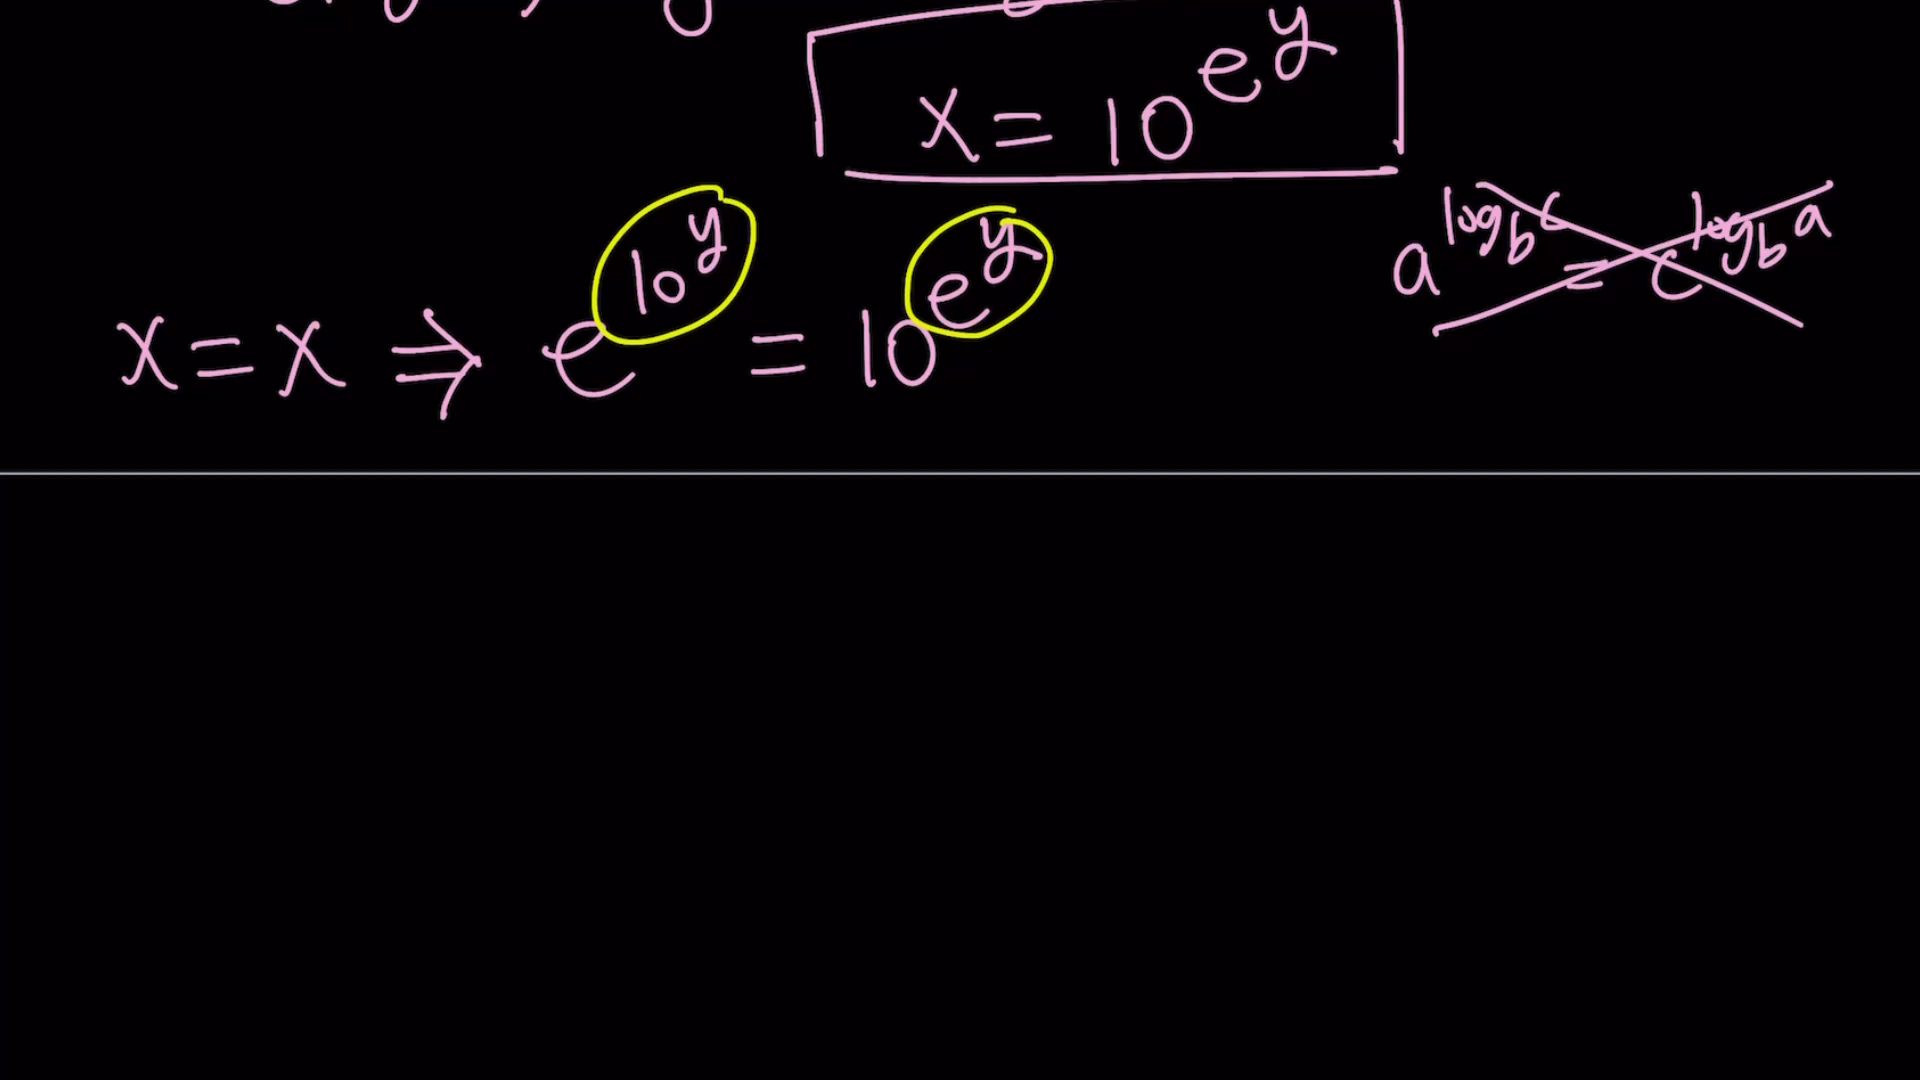 x = 10^{e^y}
a^{log_b c} = c^{log_b a}
x = x ⇒ e^{10^y} = 10^{e^y}